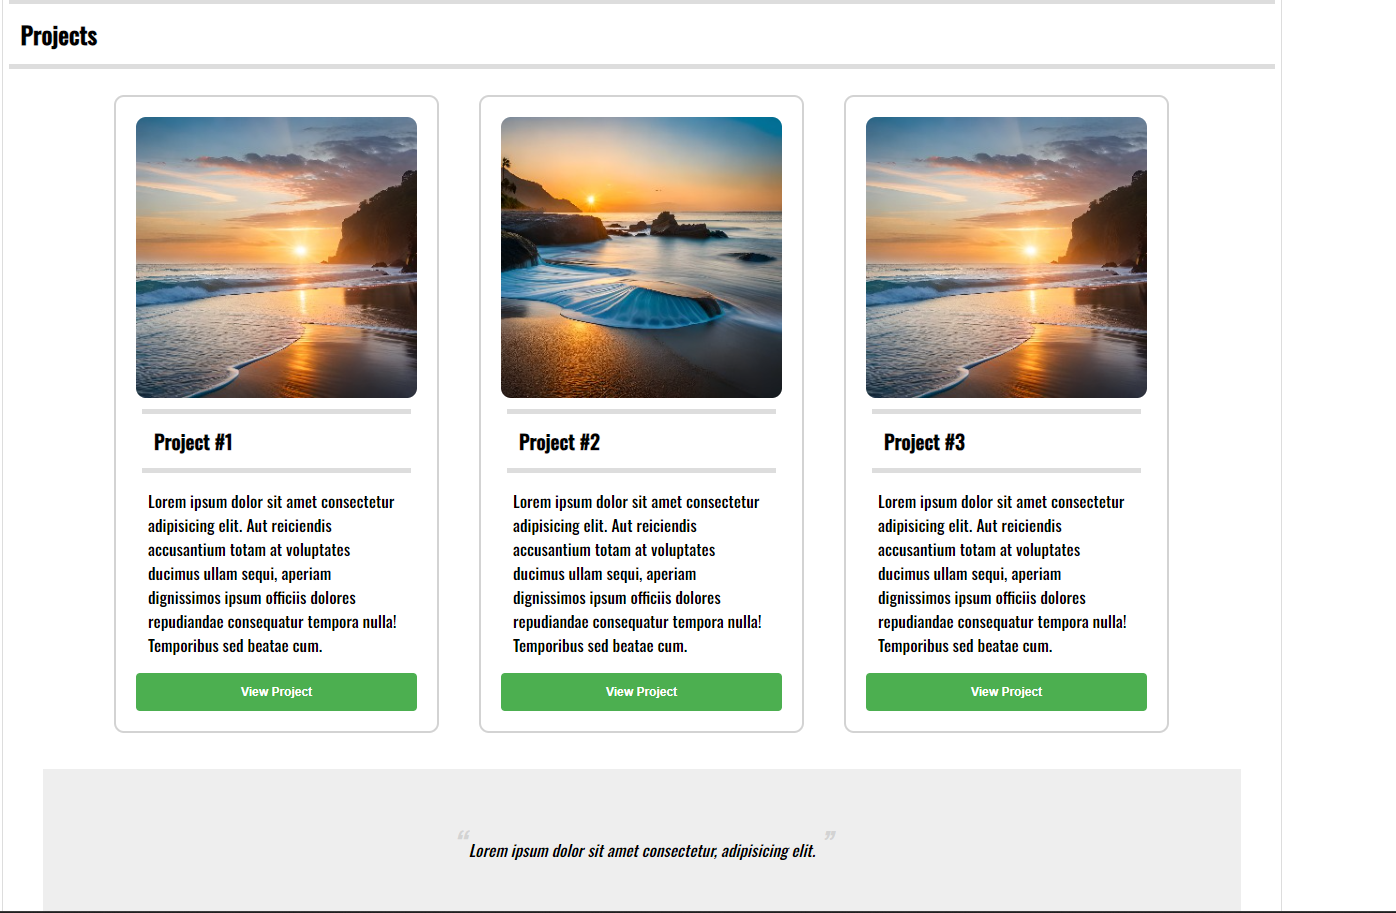 Projects
Project #1
Lorem ipsum dolor sit amet consectetur
adipisicing elit. Aut reiciendis
accusantium totam at voluptates
ducimus ullam sequi, aperiam
dignissimos ipsum officiis dolores
repudiandae consequatur tempora nulla!
Temporibus sed beatae cum.
View Project
Project #2
Lorem ipsum dolor sit amet consectetur
adipisicing elit. Aut reiciendis
accusantium totam at voluptates
ducimus ullam sequi, aperiam
dignissimos ipsum officiis dolores
repudiandae consequatur tempora nulla!
Temporibus sed beatae cum.
View Project
Project #3
Lorem ipsum dolor sit amet consectetur
adipisicing elit. Aut reiciendis
accusantium totam at voluptates
ducimus ullam sequi, aperiam
dignissimos ipsum officiis dolores
repudiandae consequatur tempora nulla!
Temporibus sed beatae cum.
View Project
“Lorem ipsum dolor sit amet consectetur, adipisicing elit. ”